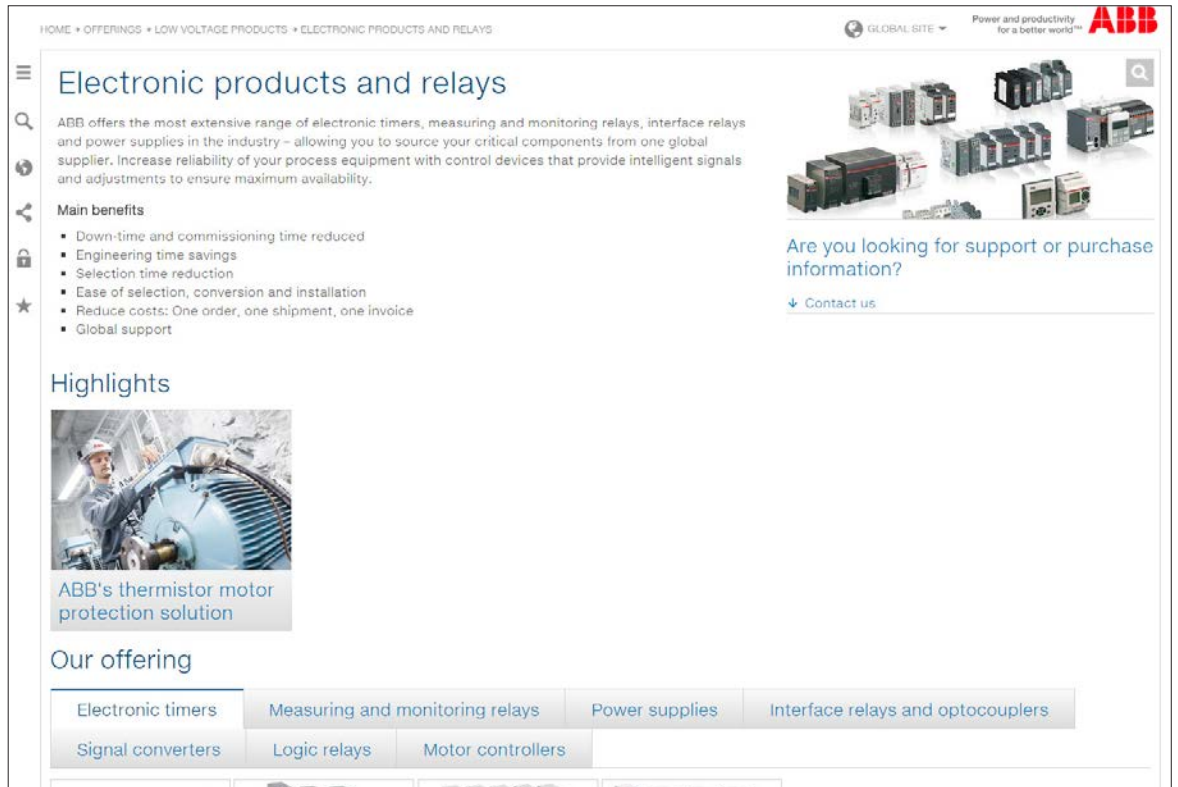 HOME • OFFERINGS • LOW VOLTAGE PRODUCTS • ELECTRONIC PRODUCTS AND RELAYS
GLOBAL SITE
Power and productivity
for a better world™
ABB
Electronic products and relays
ABB offers the most extensive range of electronic timers, measuring and monitoring relays, interface relays
and power supplies in the industry – allowing you to source your critical components from one global
supplier. Increase reliability of your process equipment with control devices that provide intelligent signals
and adjustments to ensure maximum availability.
Main benefits
▪ Down-time and commissioning time reduced
▪ Engineering time savings
▪ Selection time reduction
▪ Ease of selection, conversion and installation
▪ Reduce costs: One order, one shipment, one invoice
▪ Global support
Are you looking for support or purchase
information?
Contact us
Highlights
ABB's thermistor motor
protection solution
Our offering
Electronic timers
Measuring and monitoring relays
Power supplies
Interface relays and optocouplers
Signal converters
Logic relays
Motor controllers